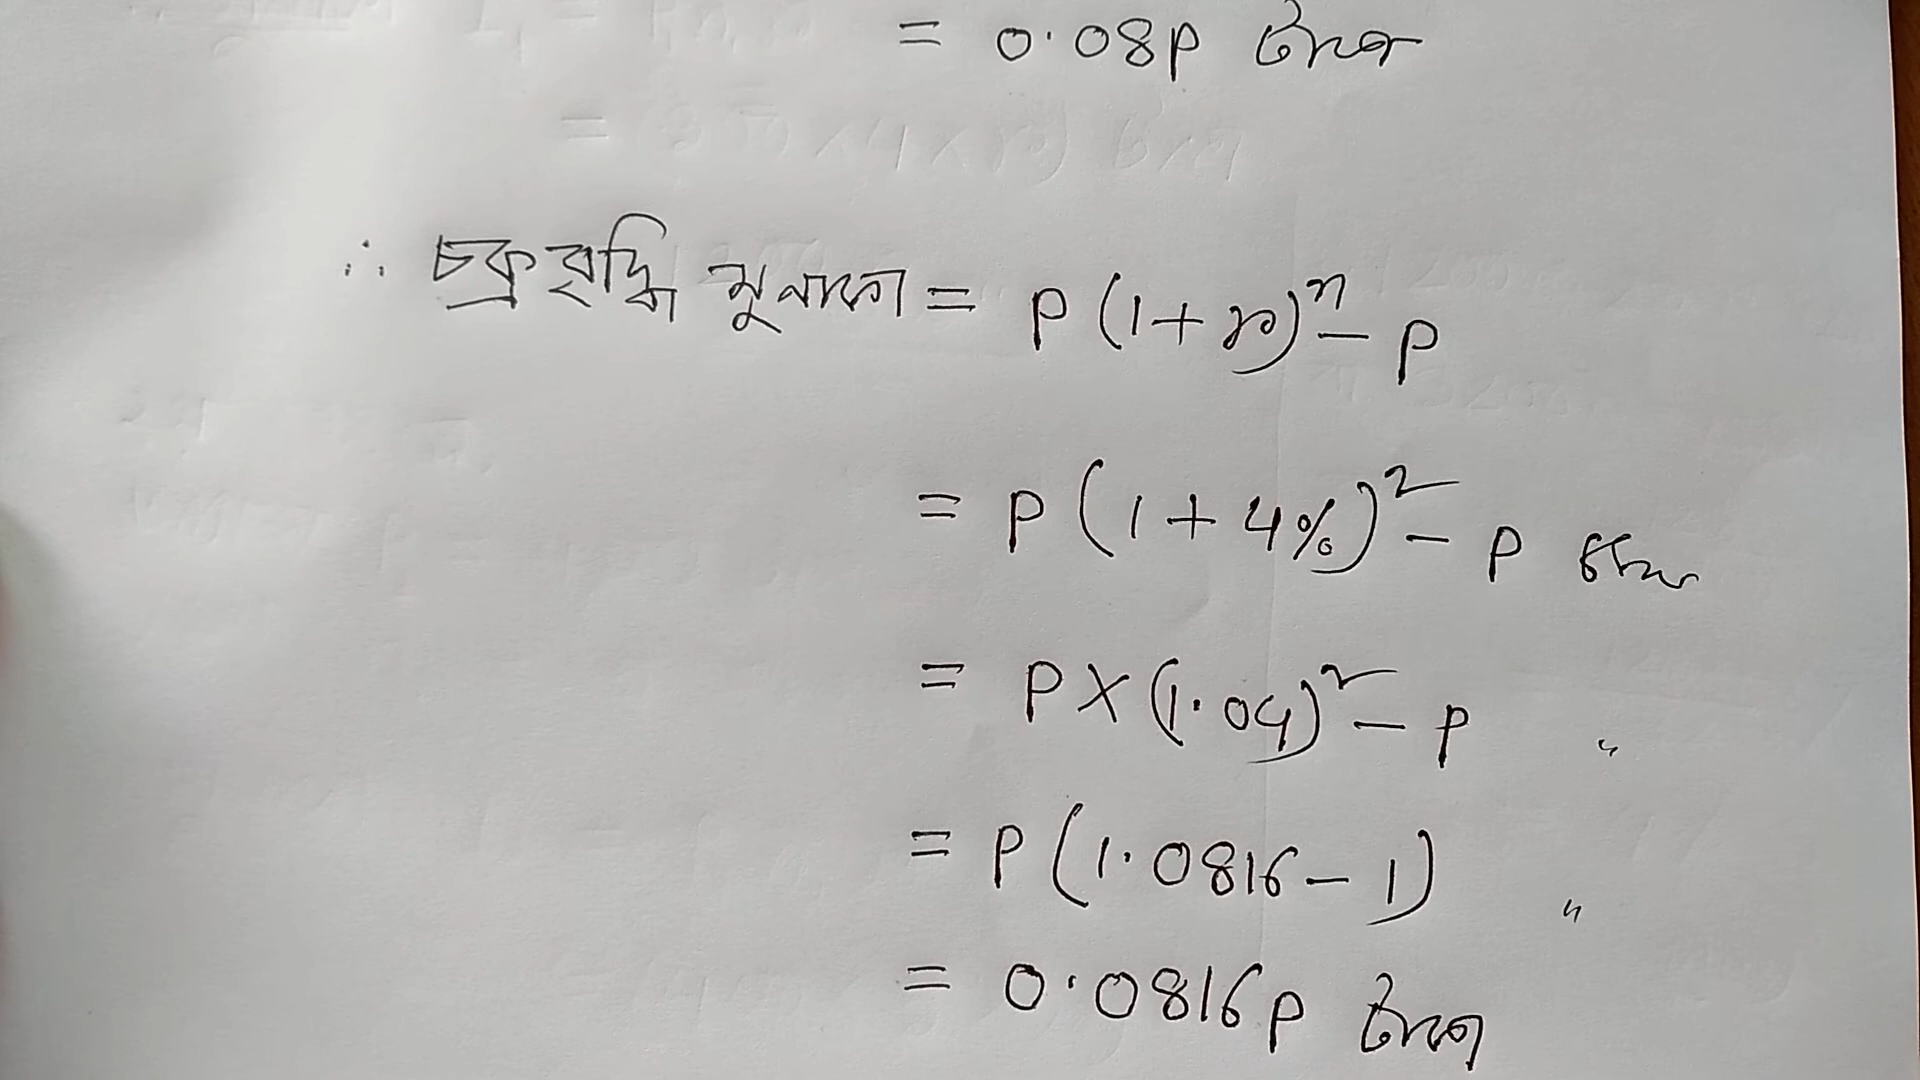 = 0.08P টাকা
∴ চক্রবৃদ্ধি মুনাফা = P(1+r)ⁿ - P
= P(1+4%)² - P টাকা
= P×(1.04)² - P "
= P(1.0816-1) "
= 0.0816P টাকা